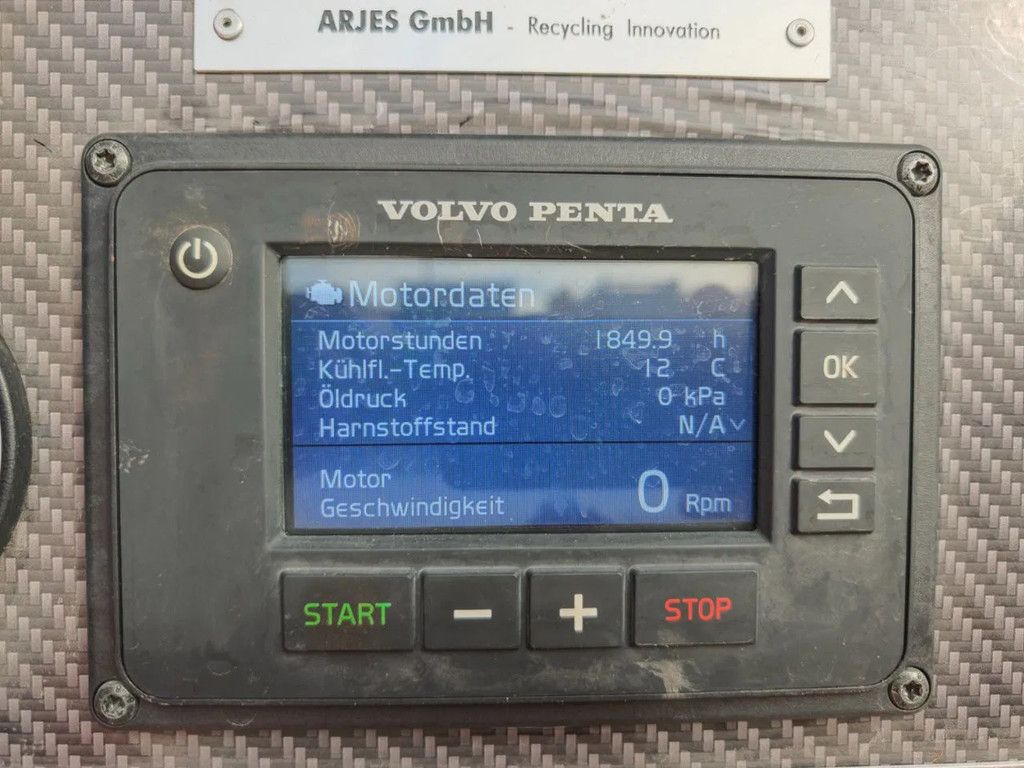 ARJES GmbH - Recycling Innovation
VOLVO PENTA
Motordaten
Motorstunden 1849.9 h
Kühlfl.-Temp. 12 C
Öldruck 0 kPa
Harnstoffstand N/A
Motor
Geschwindigkeit 0 Rpm
OK
START - + STOP